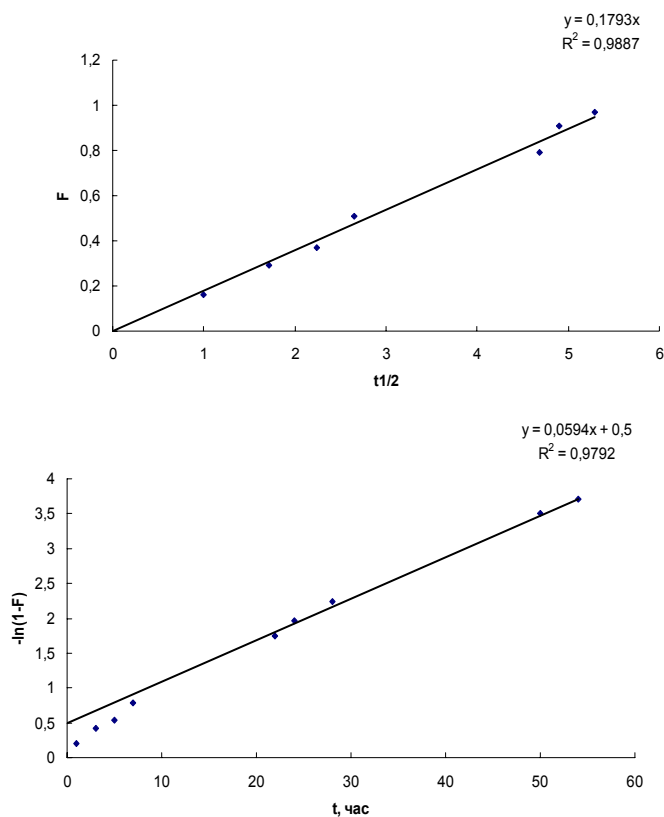 y = 0,1793x
R² = 0,9887
1,2
1
0,8
0,6
0,4
0,2
0
F
0 1 2 3 4 5 6
t1/2
y = 0,0594x + 0,5
R² = 0,9792
4
3,5
3
2,5
2
1,5
1
0,5
0
-ln(1-F)
0 10 20 30 40 50 60
t, час